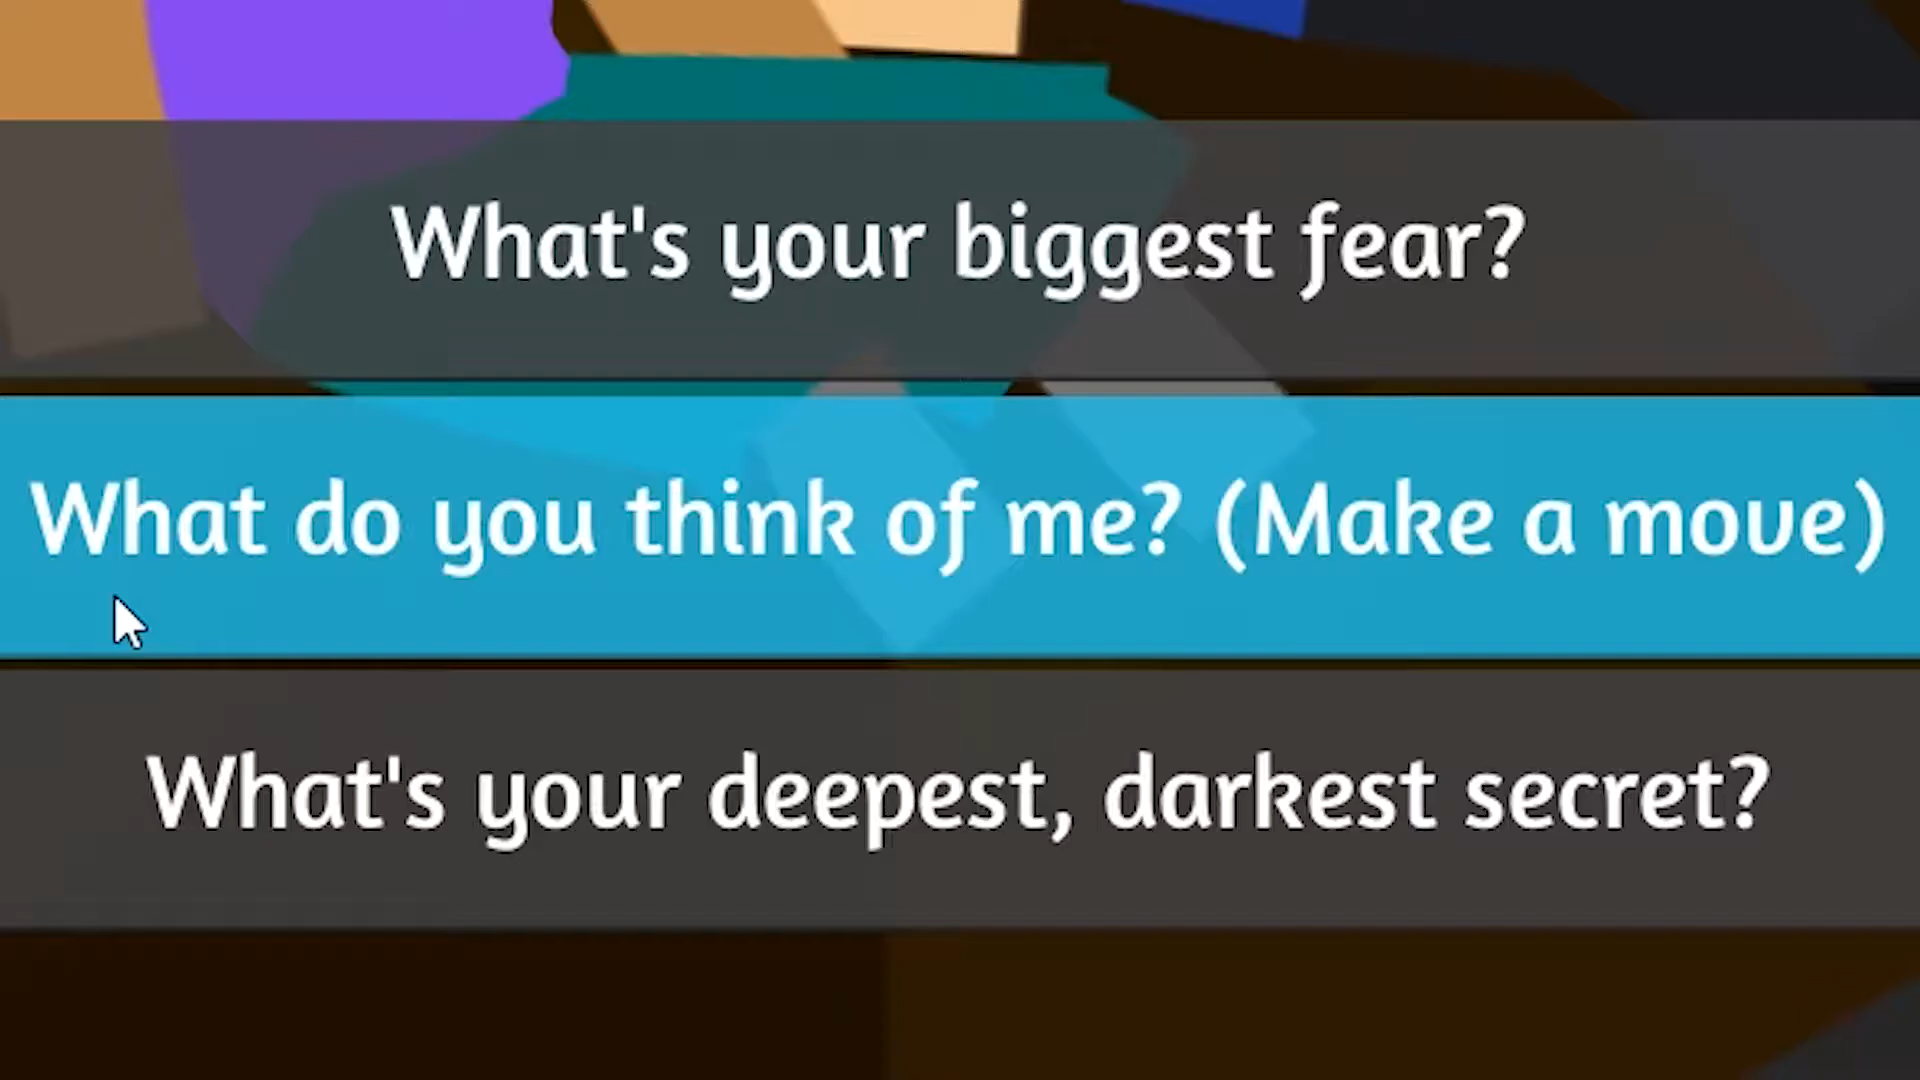 What's your biggest fear?
What do you think of me? (Make a move)
What's your deepest, darkest secret?